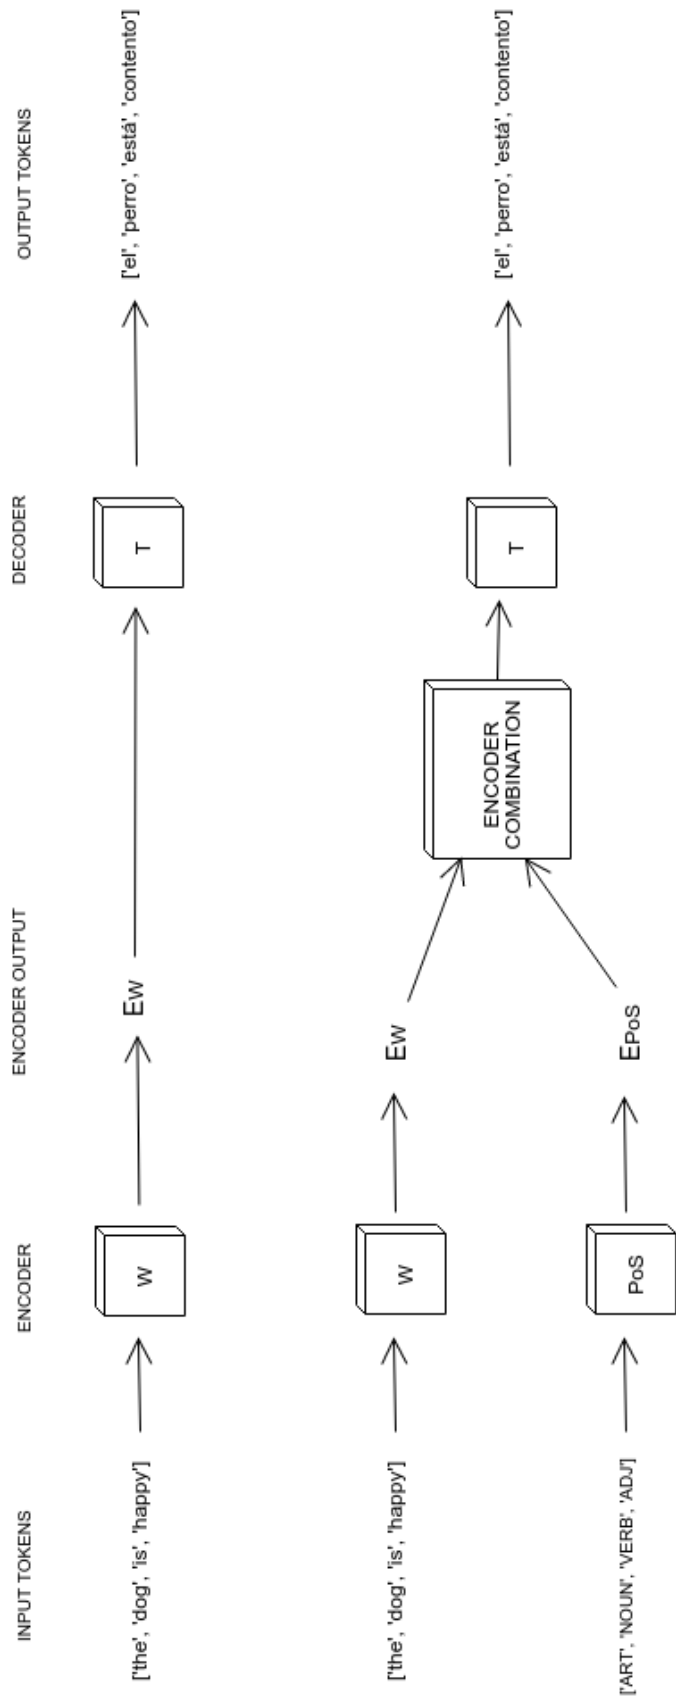 INPUT TOKENS
ENCODER
ENCODER OUTPUT
DECODER
OUTPUT TOKENS
['the', 'dog', 'is', 'happy']
W
EW
T
['el', 'perro', 'está', 'contento']
['the', 'dog', 'is', 'happy']
W
EW
ENCODER
COMBINATION
T
['el', 'perro', 'está', 'contento']
['ART', 'NOUN', 'VERB', 'ADJ']
PoS
EPoS